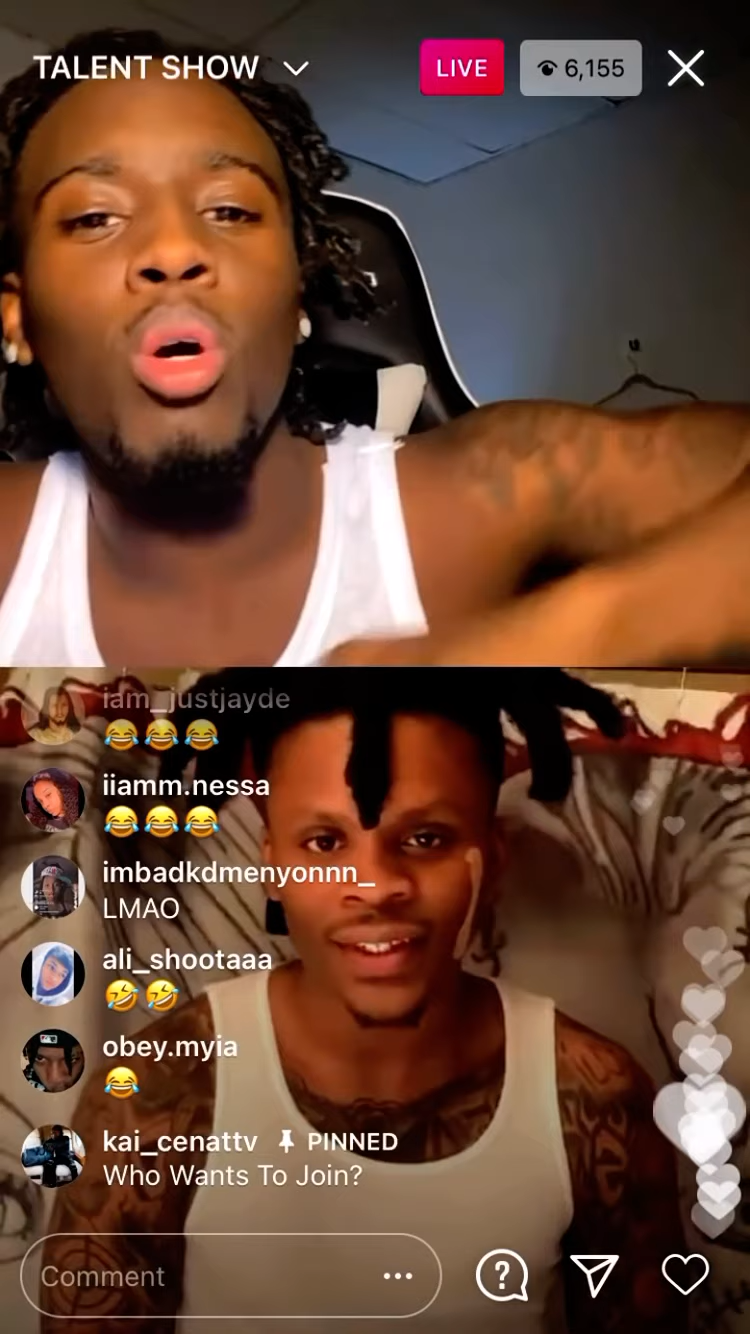 TALENT SHOW
LIVE
6,155
iam_justjayde
😂😂😂
iiamm.nessa
😂😂😂
imbadkdmenyonnn_
LMAO
ali_shootaaa
🤣🤣
obey.myia
😂
kai_cenattv PINNED
Who Wants To Join?
Comment